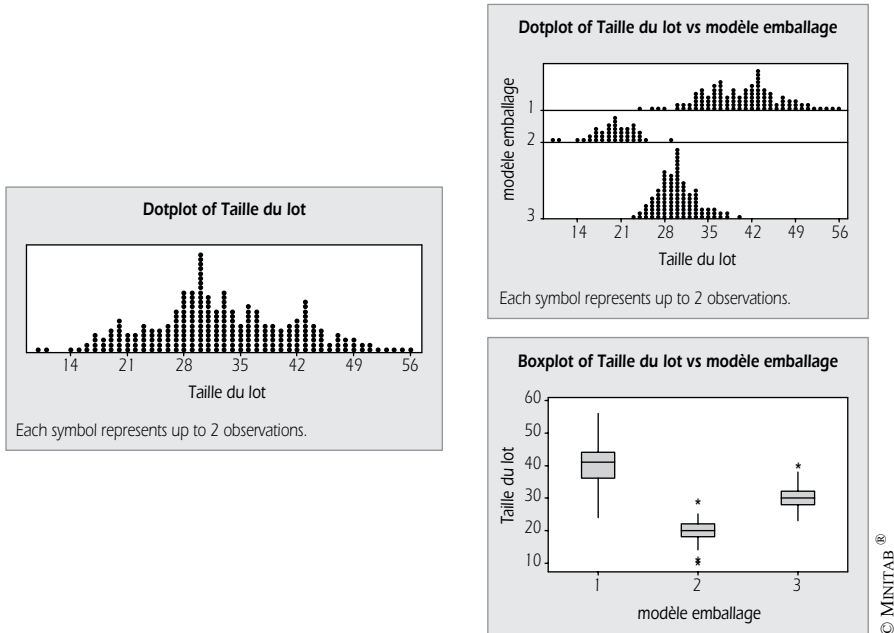 Dotplot of Taille du lot
14 21 28 35 42 49 56
Taille du lot
Each symbol represents up to 2 observations.
Dotplot of Taille du lot vs modèle emballage
modèle emballage
1
2
3
14 21 28 35 42 49 56
Taille du lot
Each symbol represents up to 2 observations.
Boxplot of Taille du lot vs modèle emballage
Taille du lot
60
50
40
30
20
10
1 2 3
modèle emballage
© MINITAB ®